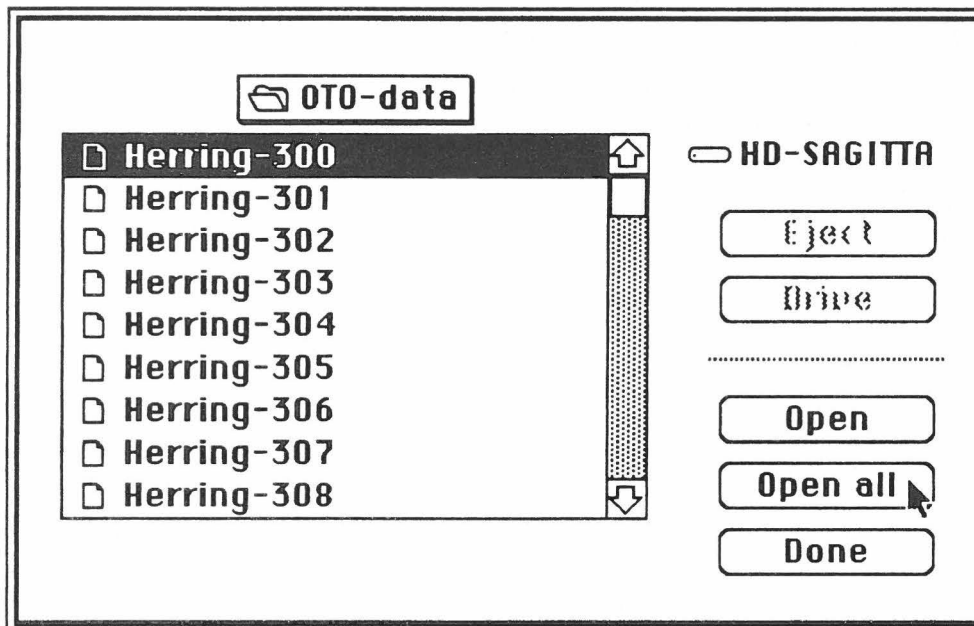 OTO-data
Herring-300
Herring-301
Herring-302
Herring-303
Herring-304
Herring-305
Herring-306
Herring-307
Herring-308
HD-SAGITTA
Eject
Drive
Open
Open all
Done